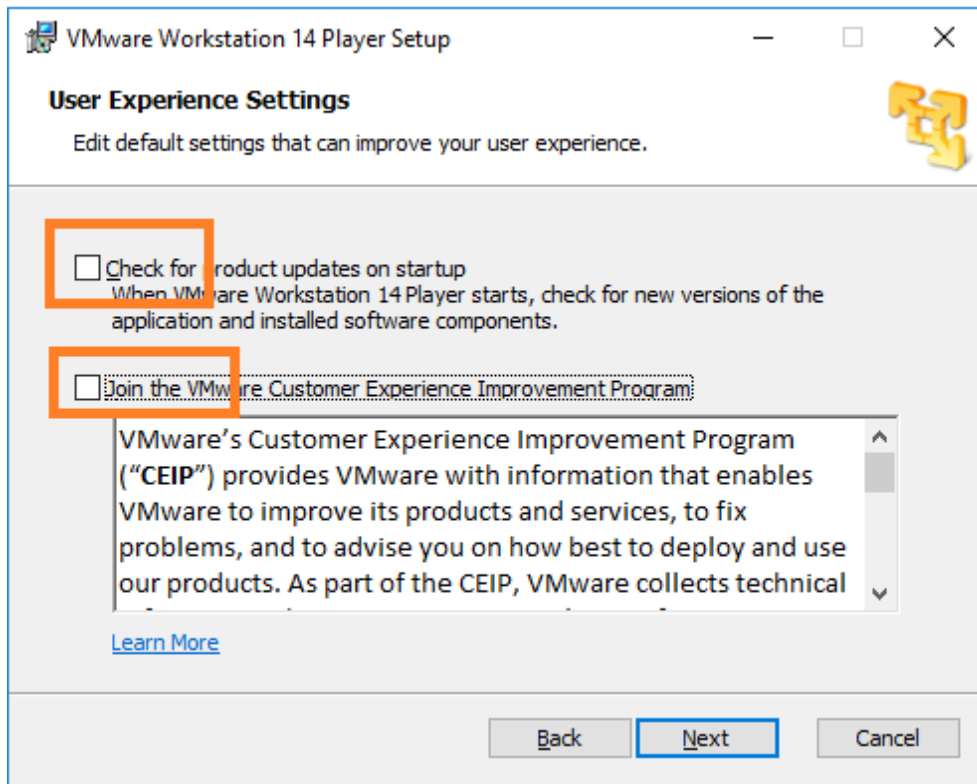 VMware Workstation 14 Player Setup
User Experience Settings
Edit default settings that can improve your user experience.
Check for product updates on startup
When VMware Workstation 14 Player starts, check for new versions of the
application and installed software components.
Join the VMware Customer Experience Improvement Program
VMware’s Customer Experience Improvement Program
(“CEIP”) provides VMware with information that enables
VMware to improve its products and services, to fix
problems, and to advise you on how best to deploy and use
our products. As part of the CEIP, VMware collects technical
Learn More
Back
Next
Cancel